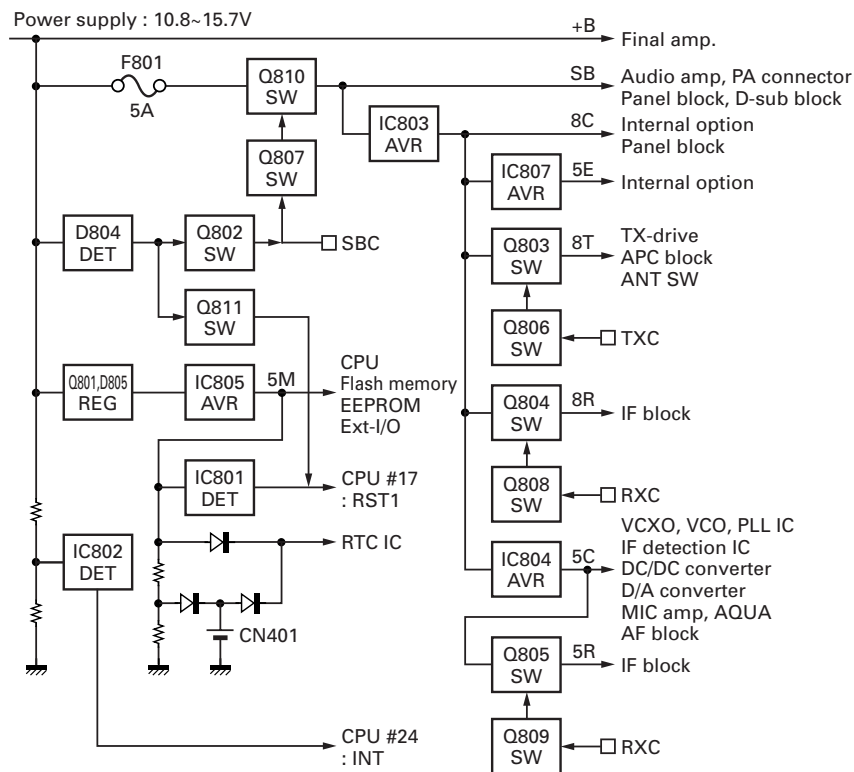 Power supply : 10.8~15.7V
+B
Final amp.
F801
5A
Q810
SW
SB
Audio amp, PA connector
Panel block, D-sub block
IC803
AVR
8C
Internal option
Panel block
Q807
SW
IC807
AVR
5E
Internal option
D804
DET
Q802
SW
SBC
Q803
SW
8T
TX-drive
APC block
ANT SW
Q811
SW
Q806
SW
TXC
Q801,D805
REG
IC805
AVR
5M
CPU
Flash memory
EEPROM
Ext-I/O
Q804
SW
8R
IF block
IC801
DET
CPU #17
: RST1
Q808
SW
RXC
IC802
DET
RTC IC
IC804
AVR
5C
VCXO, VCO, PLL IC
IF detection IC
DC/DC converter
D/A converter
MIC amp, AQUA
AF block
CN401
Q805
SW
5R
IF block
CPU #24
: INT
Q809
SW
RXC